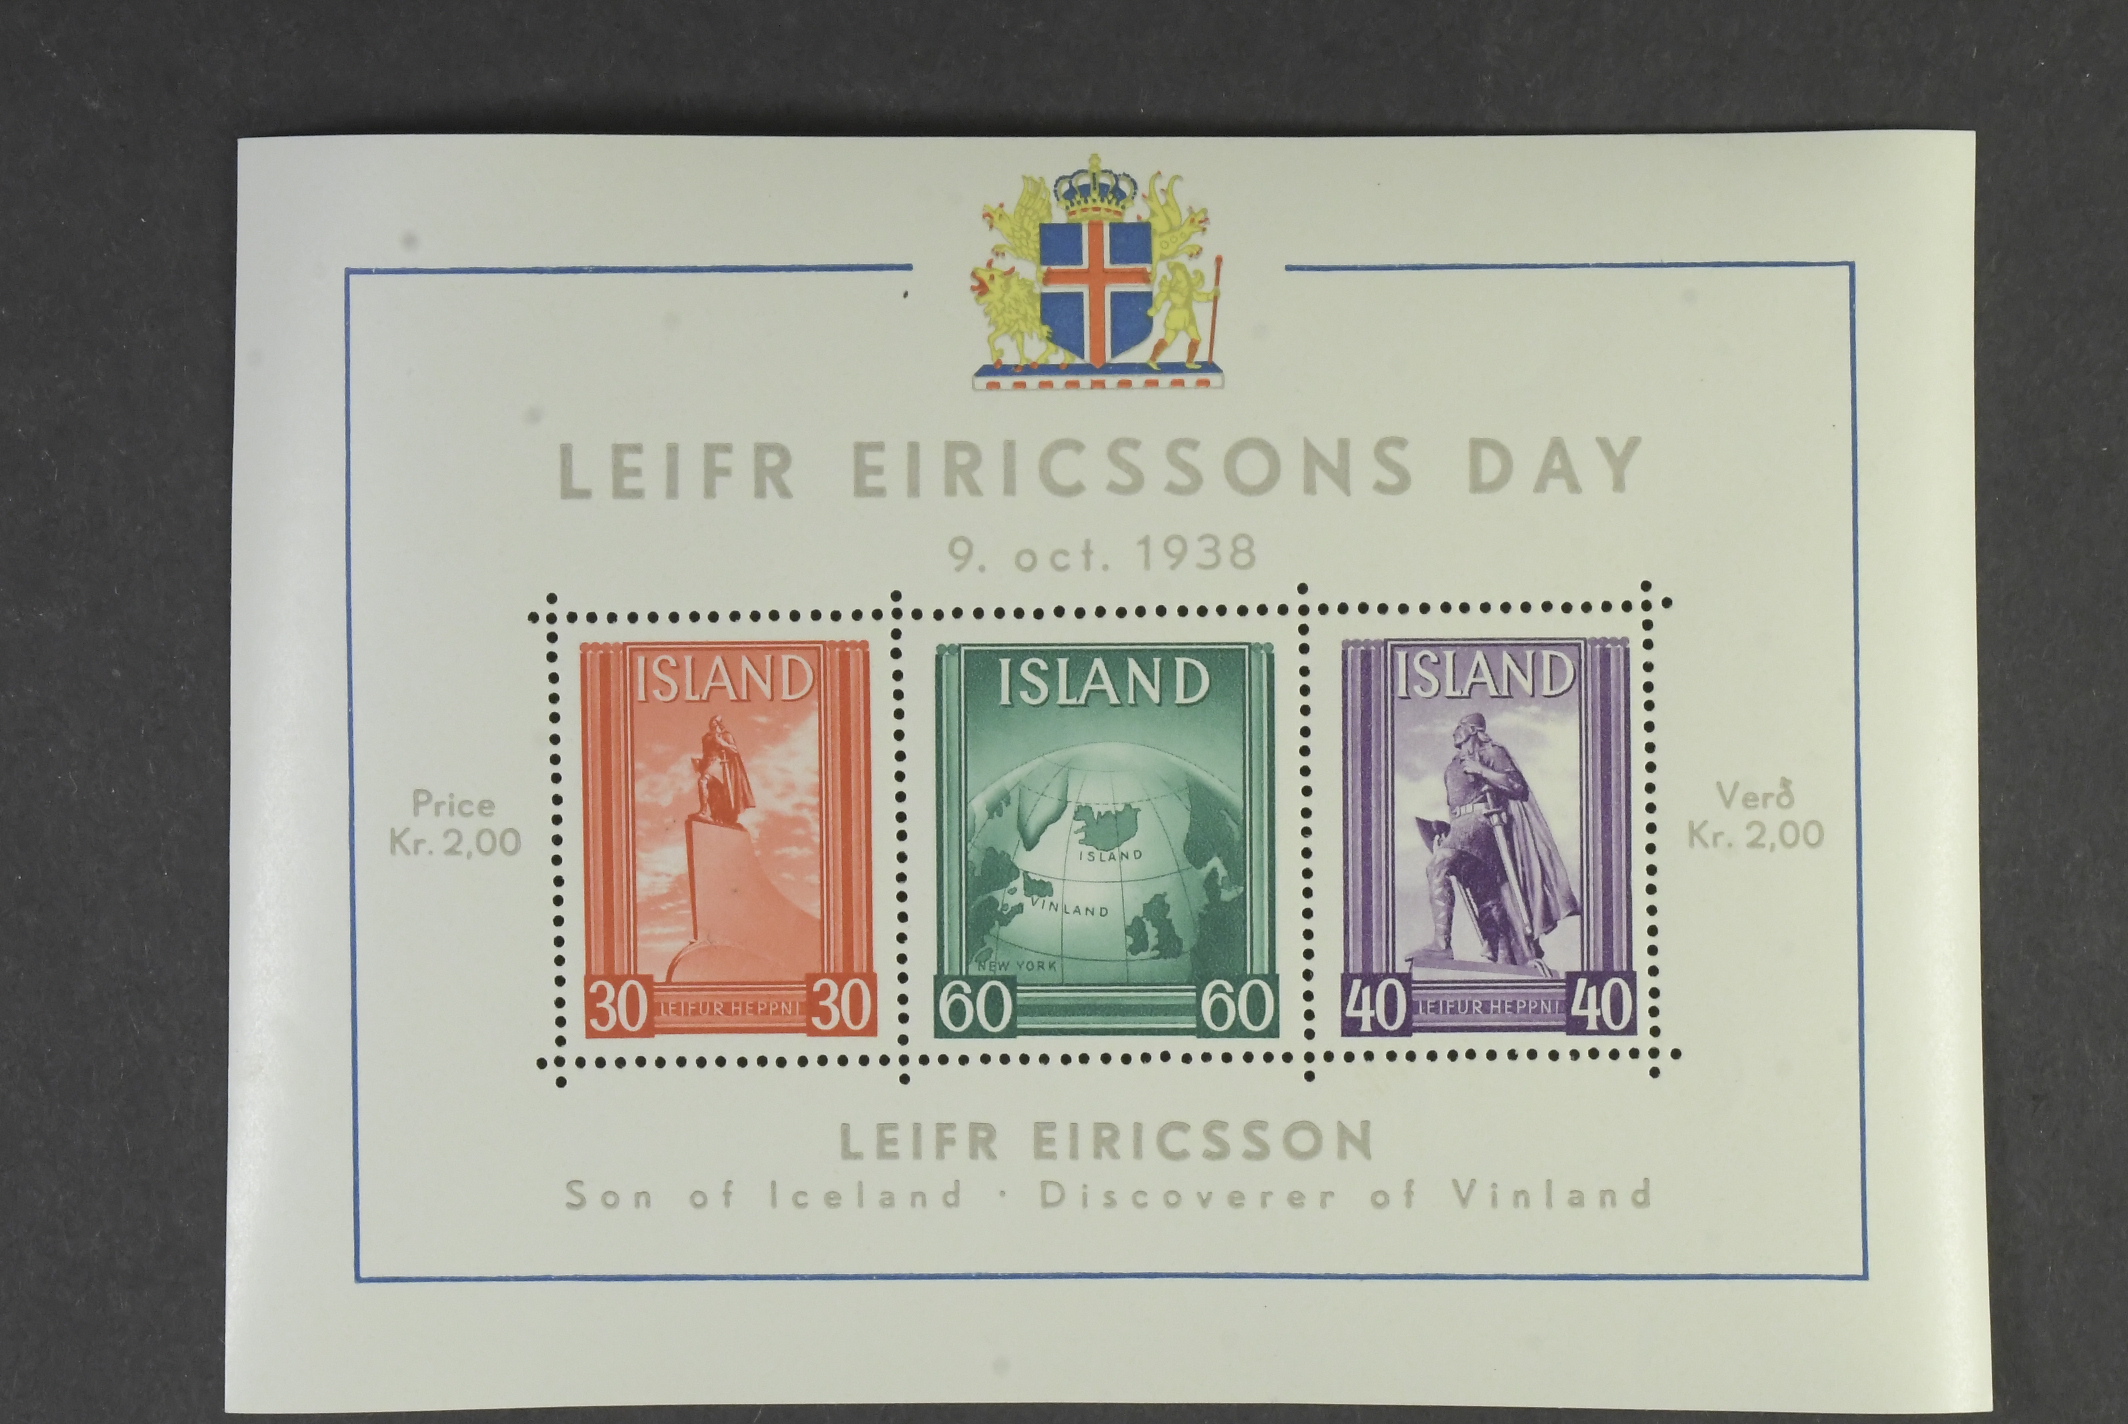 LEIFR EIRICSSONS DAY
9. oct. 1938
Price
Kr. 2,00
ISLAND
30 LEIFUR HEPPNI 30
ISLAND
ISLAND
VINLAND
NEW YORK
60 60
ISLAND
40 LEIFUR HEPPNI 40
Verð
Kr. 2,00
LEIFR EIRICSSON
Son of Iceland · Discoverer of Vinland